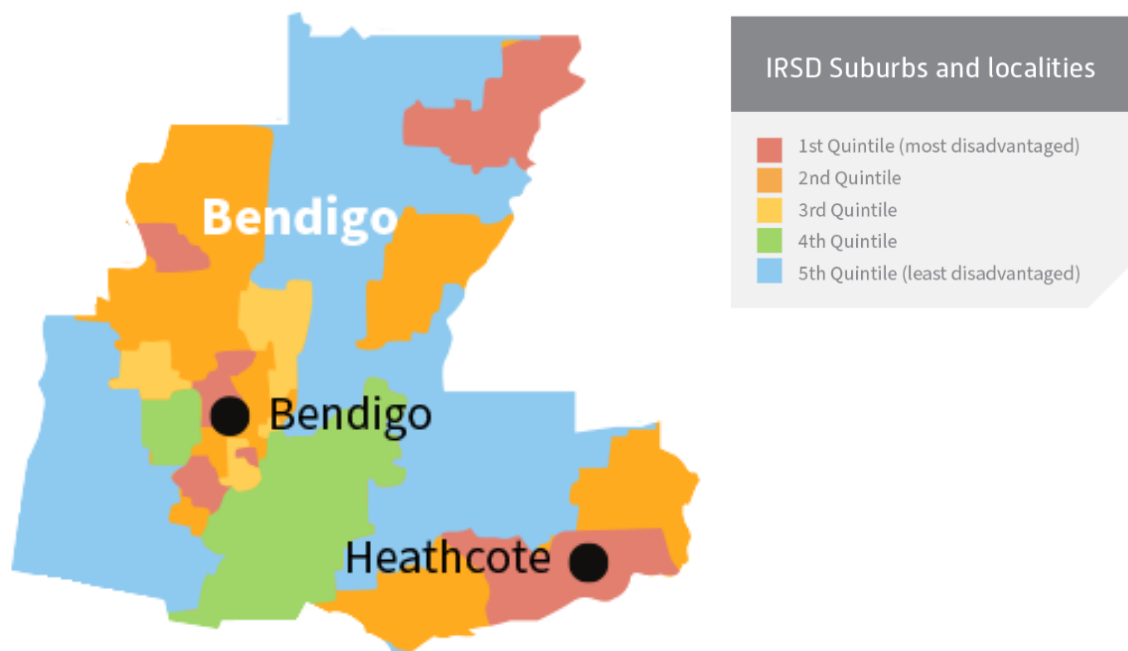 Bendigo
Bendigo
Heathcote
IRSD Suburbs and localities
1st Quintile (most disadvantaged)
2nd Quintile
3rd Quintile
4th Quintile
5th Quintile (least disadvantaged)